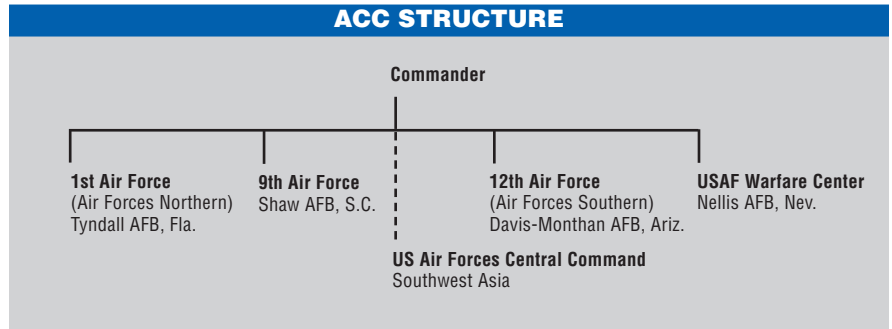 ACC STRUCTURE
Commander
1st Air Force
(Air Forces Northern)
Tyndall AFB, Fla.
9th Air Force
Shaw AFB, S.C.
12th Air Force
(Air Forces Southern)
Davis-Monthan AFB, Ariz.
USAF Warfare Center
Nellis AFB, Nev.
US Air Forces Central Command
Southwest Asia